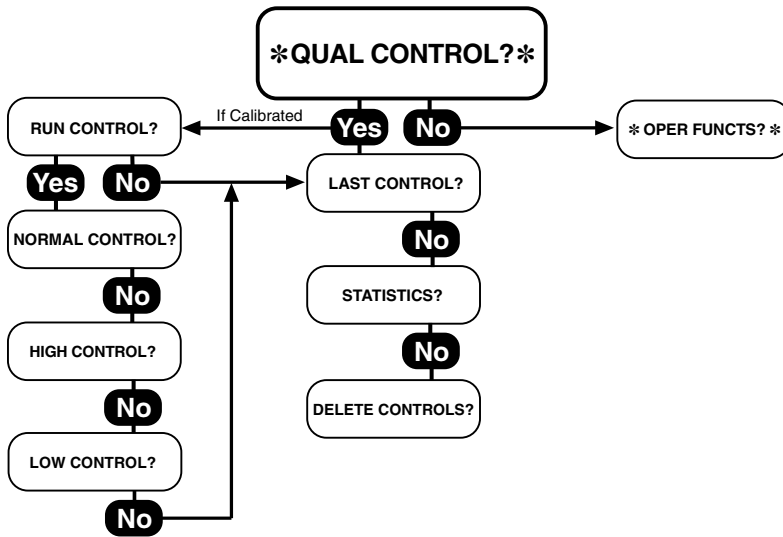 ✻QUAL CONTROL?✻
If Calibrated
Yes
No
RUN CONTROL?
✻ OPER FUNCTS? ✻
Yes
No
LAST CONTROL?
NORMAL CONTROL?
No
No
STATISTICS?
HIGH CONTROL?
No
No
DELETE CONTROLS?
LOW CONTROL?
No